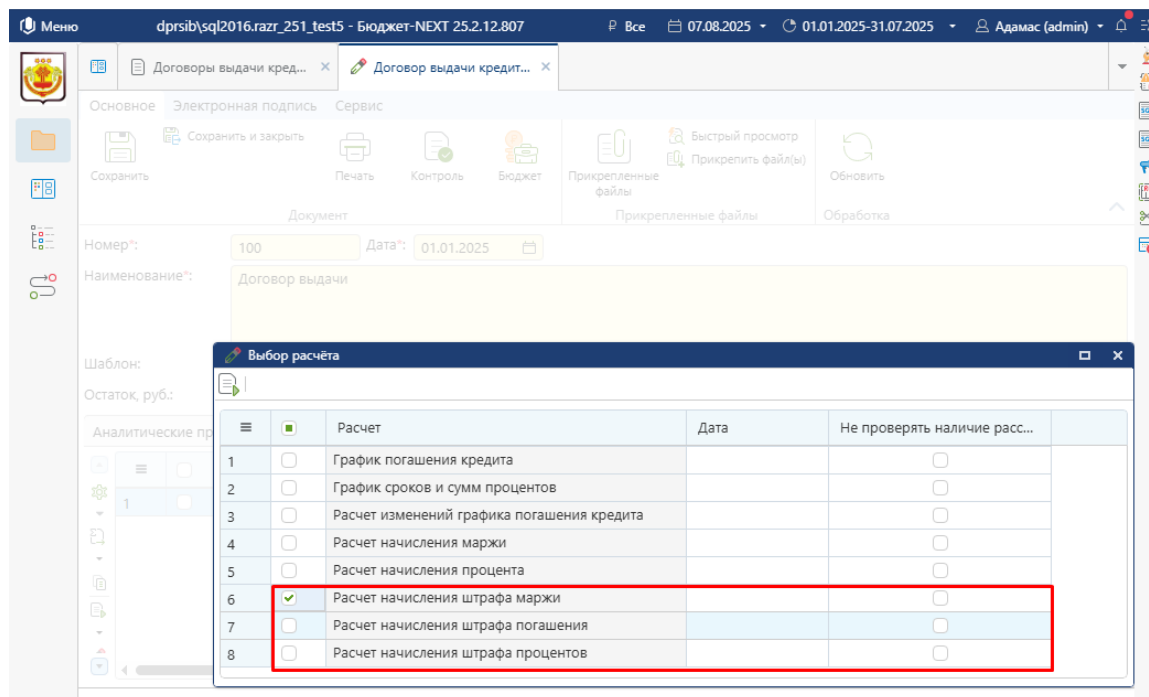 Меню
dprsib\sql2016.razr_251_test5 - Бюджет-NEXT 25.2.12.807
₽ Все
07.08.2025
01.01.2025-31.07.2025
Адамас (admin)
Договоры выдачи кред...
Договор выдачи кредит...
Основное Электронная подпись Сервис
Сохранить
Сохранить и закрыть
Печать
Контроль
Бюджет
Прикрепленные файлы
Быстрый просмотр
Прикрепить файл(ы)
Обновить
Документ
Прикрепленные файлы
Обработка
Номер*: 100 Дата*: 01.01.2025
Наименование*: Договор выдачи
Шаблон:
Остаток, руб.:
Аналитические пр
1
Выбор расчёта
Расчет Дата Не проверять наличие расс...
1 График погашения кредита
2 График сроков и сумм процентов
3 Расчет изменений графика погашения кредита
4 Расчет начисления маржи
5 Расчет начисления процента
6 Расчет начисления штрафа маржи
7 Расчет начисления штрафа погашения
8 Расчет начисления штрафа процентов